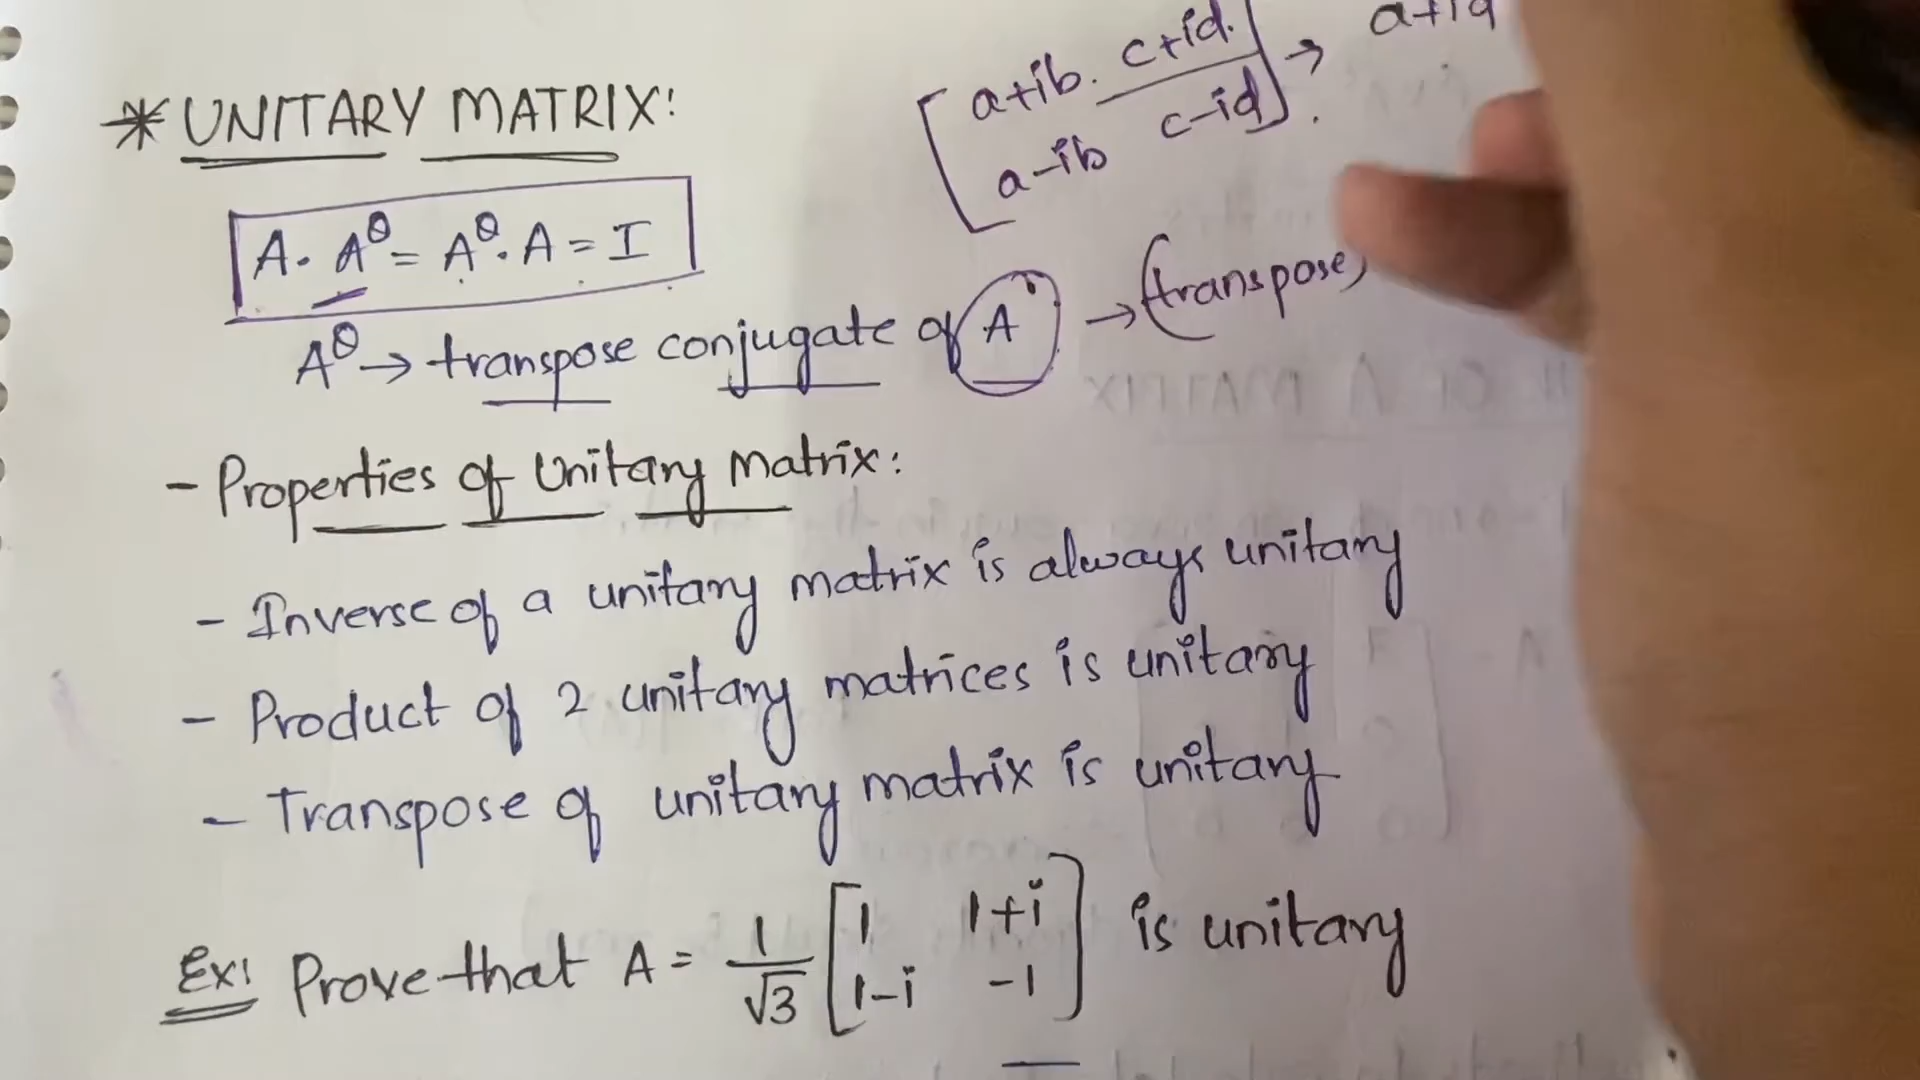 * UNITARY MATRIX:
[a+ib. c+id.
a-ib c-id] → .
A. A^θ = A^θ. A = I
A^θ → transpose conjugate of A → (transpose)
- Properties of Unitary Matrix:
- Inverse of a unitary matrix is always unitary
- Product of 2 unitary matrices is unitary
- Transpose of unitary matrix is unitary
Ex: Prove that A = 1/√3 [1 1+i
1-i -1] is unitary